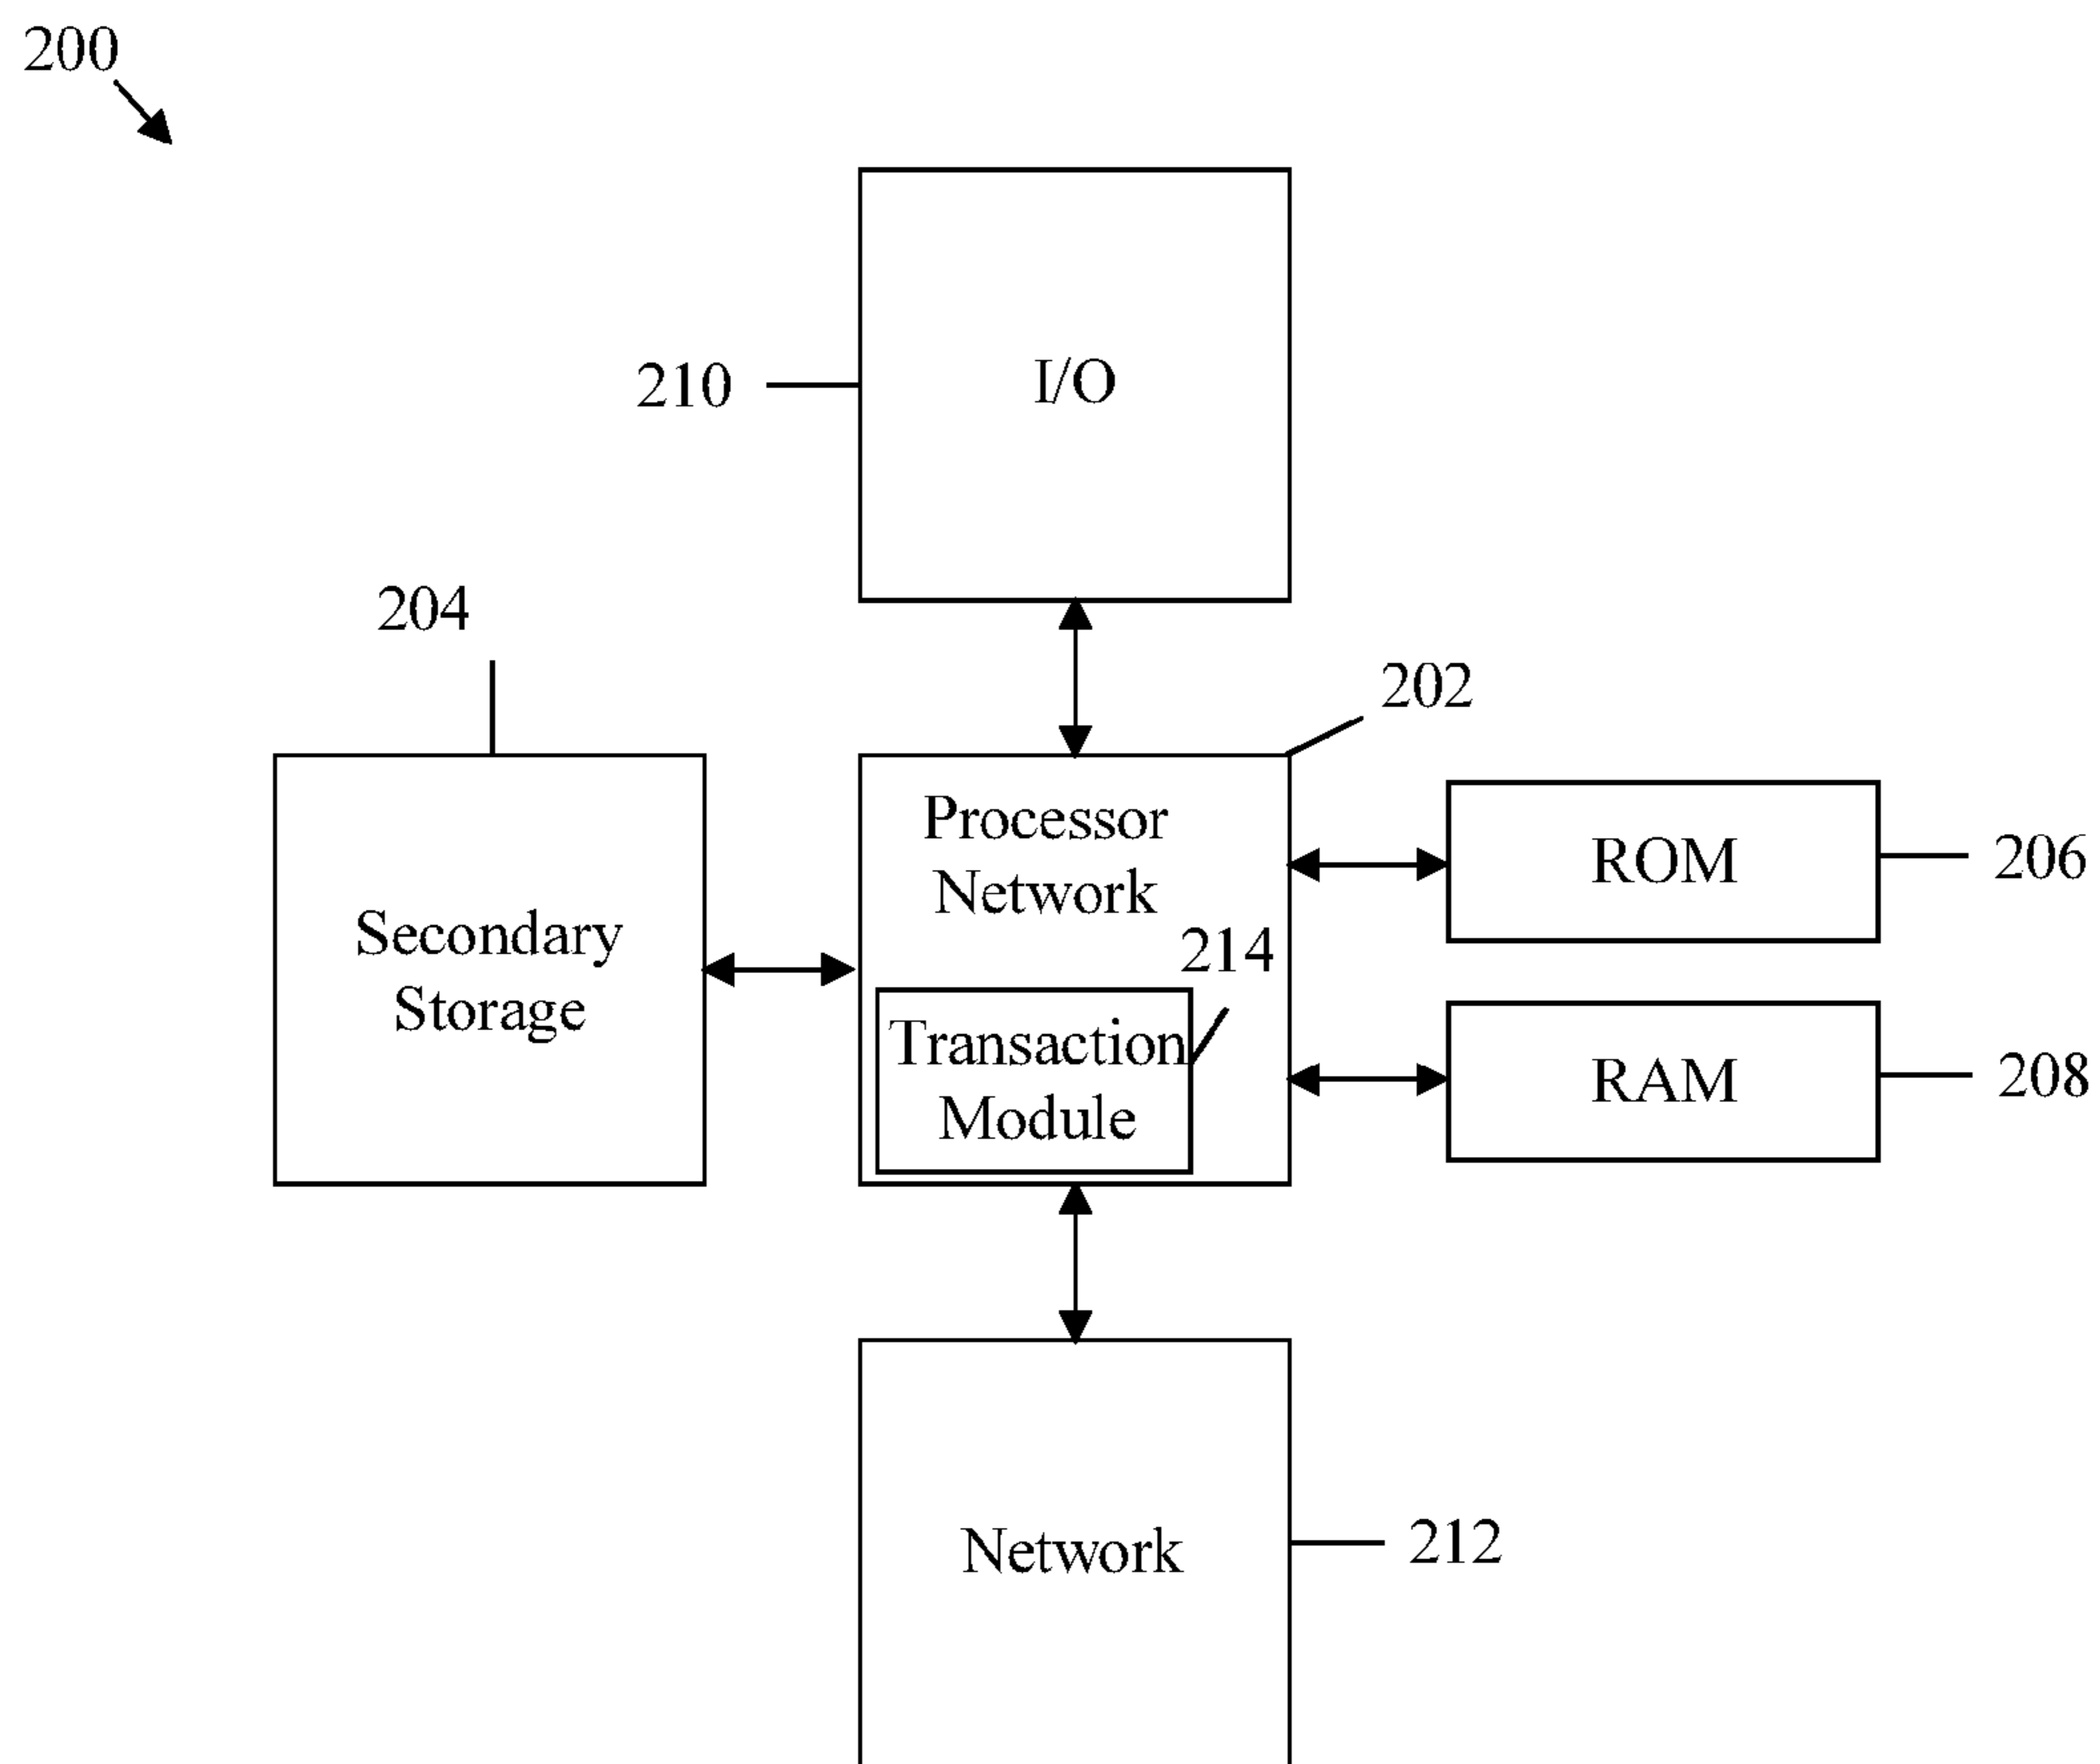 200
I/O
210
204
202
Processor
Network
ROM
206
Secondary
Storage
214
Transaction
Module
RAM
208
Network
212